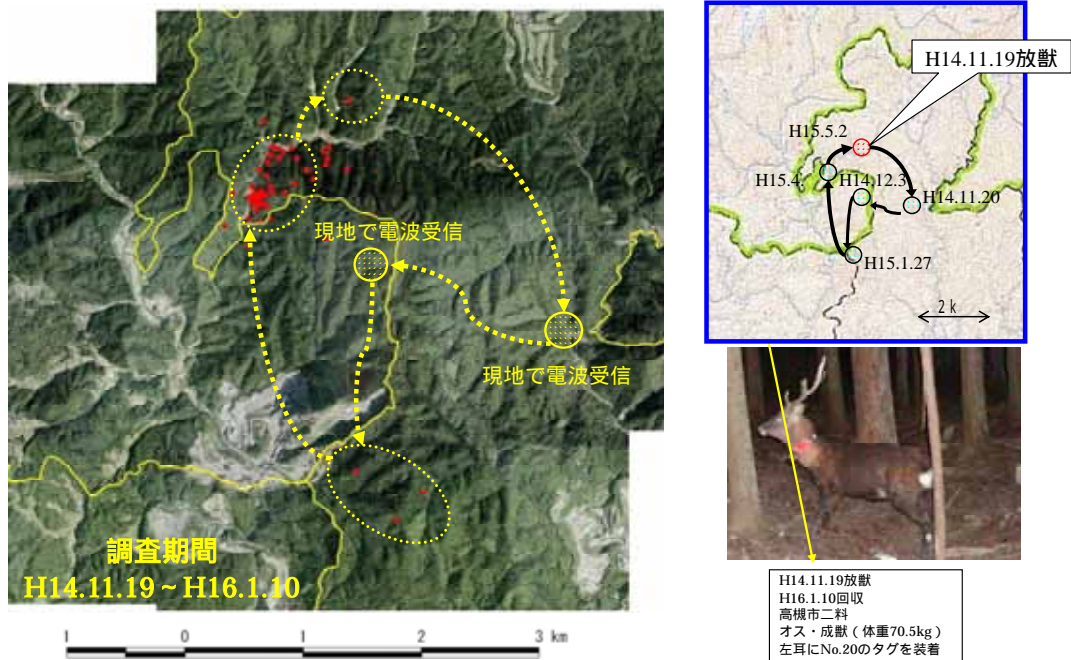 現地で電波受信
現地で電波受信
調査期間
H14.11.19~H16.1.10
1 0 1 2 3 km
H14.11.19放獣
H15.5.2
H15.4.
H14.12.3
H14.11.20
H15.1.27
2 k
H14.11.19放獣
H16.1.10回収
高槻市二料
オス・成獣(体重70.5kg)
左耳にNo.20のタグを装着